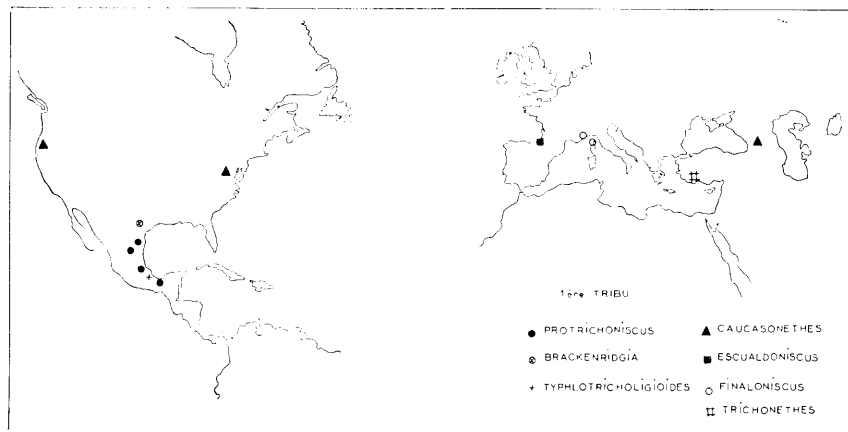 1ère TRIBU
PROTRICHONISCUS
BRACKENRIDGIA
TYPHLOTRICHOLIGIOIDES
CAUCASONETHES
ESCUALDONISCUS
FINALONISCUS
TRICHONETHES